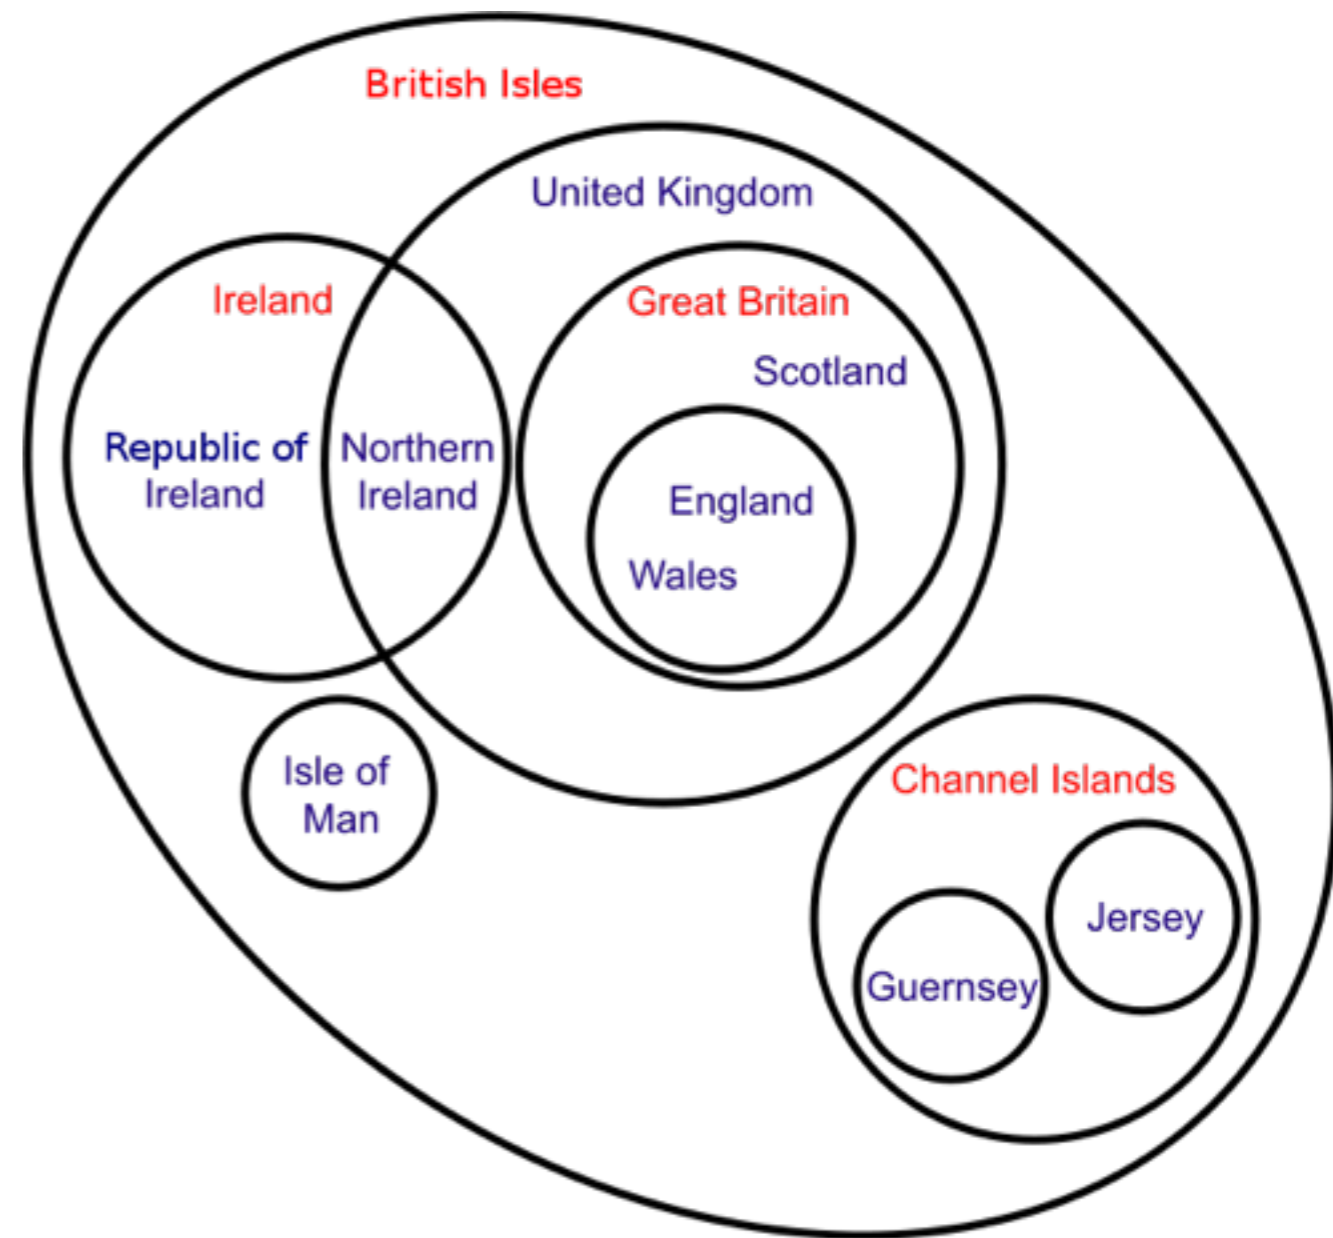 British Isles
United Kingdom
Ireland
Great Britain
Scotland
Republic of
Ireland
Northern
Ireland
England
Wales
Isle of
Man
Channel Islands
Jersey
Guernsey